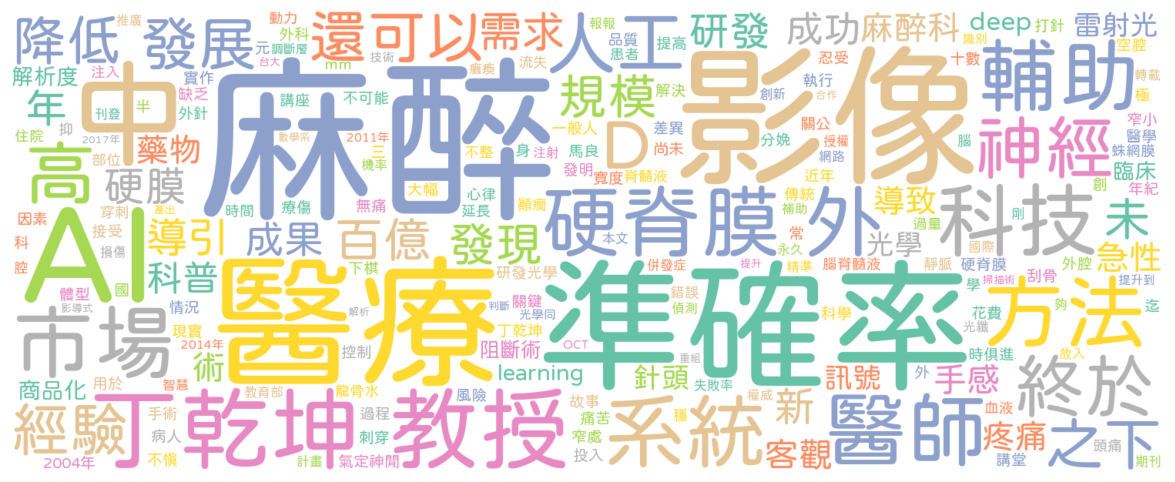 降低
發展
推廣
動力
外科
元
調斷層
台大
還可以
mm
技術
癱瘓
需求
報報
流失
人工
品質
患者
提高
研發
成功
麻醉科
deep
識別
打針
雷射光
空腔
解析度
注入
實作
缺乏
年
中
刊登
半
外針
講座
不可能
麻醉
規模
解決
影像
創新
執行
合作
忍受
十數
輔助
轉載
極
窄小
醫學
蛛網膜
住院
抑
2017年
數學系
2011年
三
機率
一般人
不整
身
注射
馬良
發明
差異
尚未
寬度
D
分娩
關公
授權
網路
近年
腦
神經
臨床
年紀
高
部位
藥物
硬膜
大幅
心律
延長
顱癇
脊髓液
時間
療傷
無痛
傳統
補助
創
剛
因素
科
腔
穿刺
接受
損傷
AI
產出
導引
成果
百億
發現
硬脊膜外
本文
永久
常
過量
導致
光學
科技
國際
未
急性
科普
下棋
研發光學
併發症
提升
精準
腦脊髓液
靜脈
硬脊膜
學
掃描術
外腔
刮骨
提升到
體型
國
影導式
情況
醫療
解析
判斷
關鍵
光學同
錯誤
偵測
準確率
科學
光纖
花費
夠
放入
迄
方法
市場
現實
2014年
術
控制
丁乾坤
阻斷術
OCT
重組
時俱進
商品化
用於
智慧
教育部
龍骨水
learning
風險
針頭
失敗率
權威
訊號
外
手感
終於
經驗
手術
病人
不慎
2004年
丁乾坤教授
過程
刺穿
計畫
氣定神閒
故事
痛苦
窄處
投入
系統
穩
新
客觀
醫師
血液
疼痛
講堂
之下
頭痛
期刊